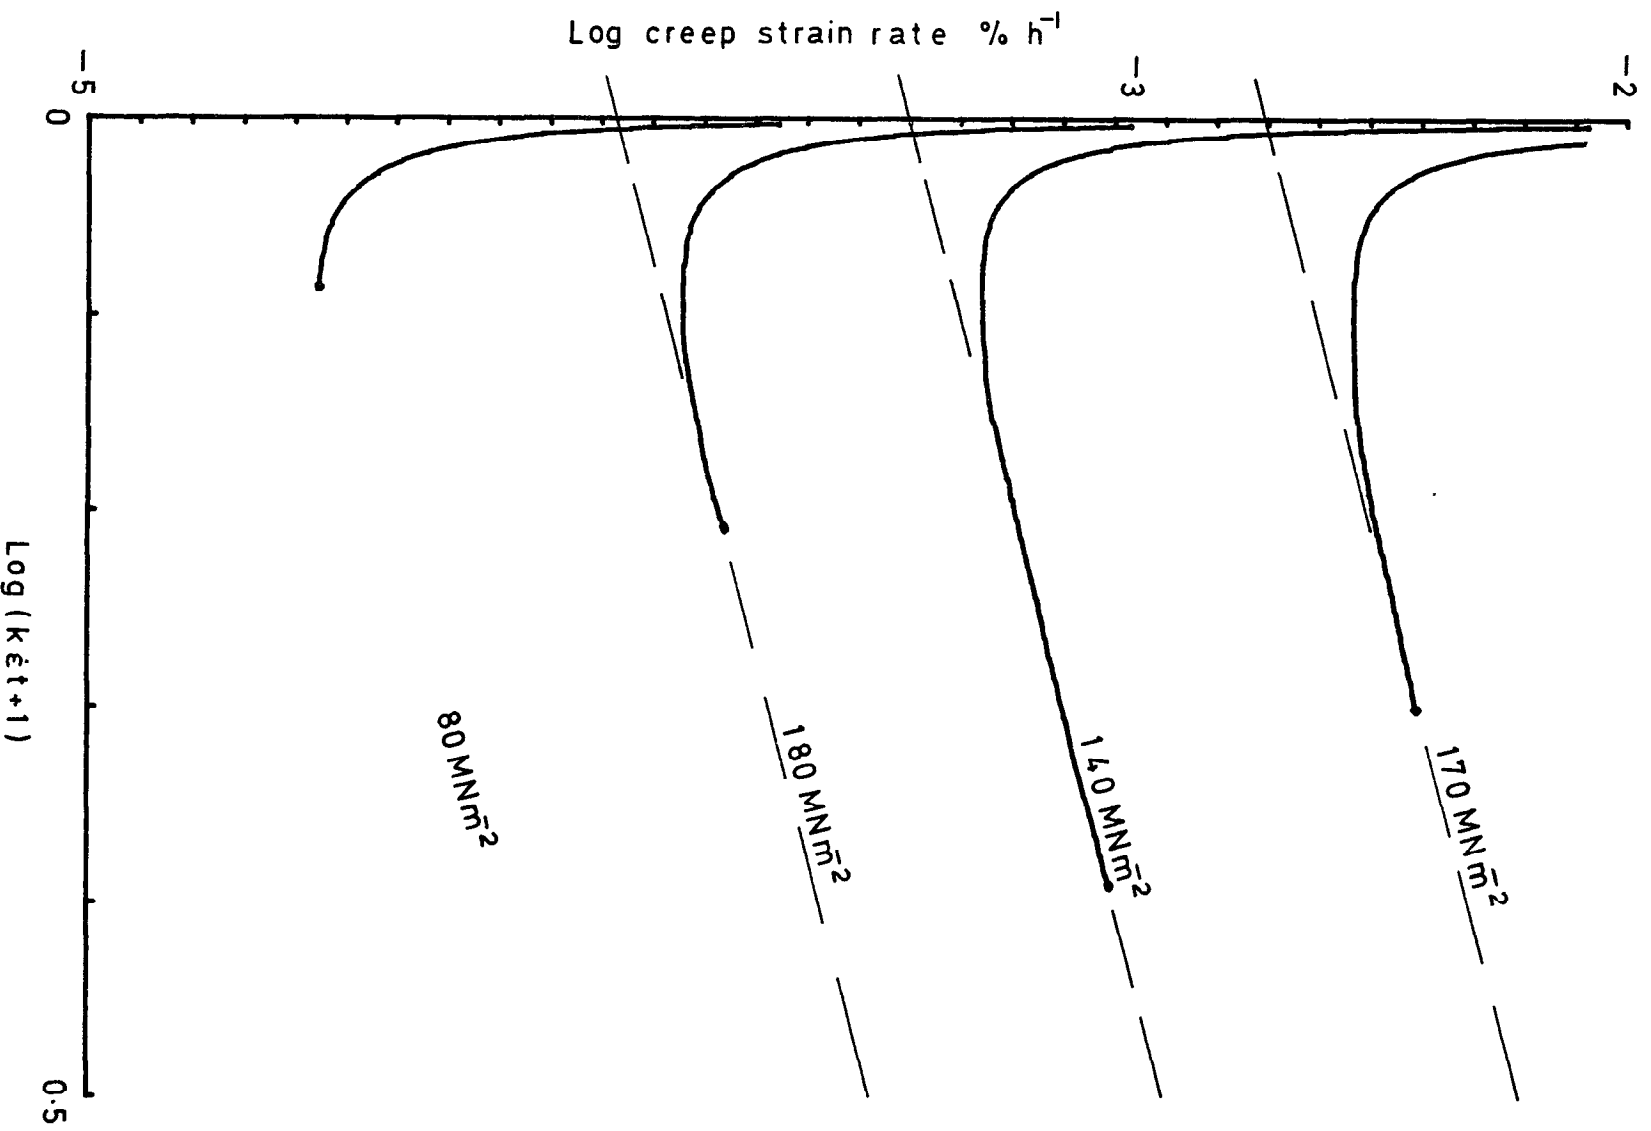 Log creep strain rate % h⁻¹
-5
-3
-2
0
0·5
Log (k ε̇t+1)
80 MNm⁻²
180 MNm⁻²
140 MNm⁻²
170 MNm⁻²